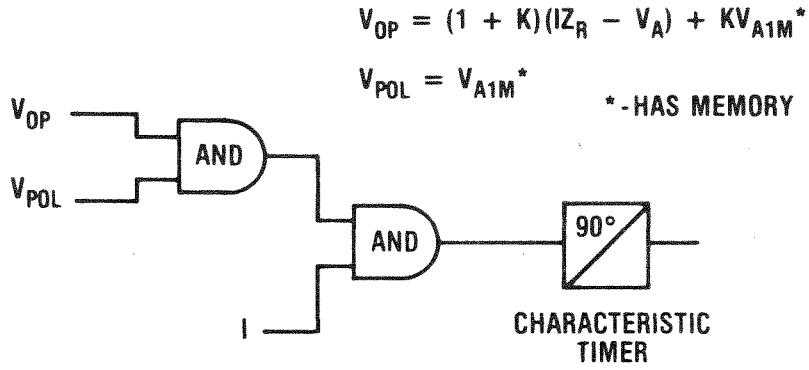 V_OP = (1 + K)(IZ_R − V_A) + KV_A1M*
V_POL = V_A1M*
*-HAS MEMORY
V_OP
V_POL
AND
AND
I
90°
CHARACTERISTIC
TIMER